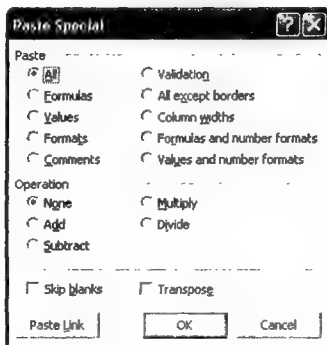 Paste Special
Paste
All
Validation
Formulas
All except borders
Values
Column widths
Formats
Formulas and number formats
Comments
Values and number formats
Operation
None
Multiply
Add
Divide
Subtract
Skip blanks
Transpose
Paste Link
OK
Cancel